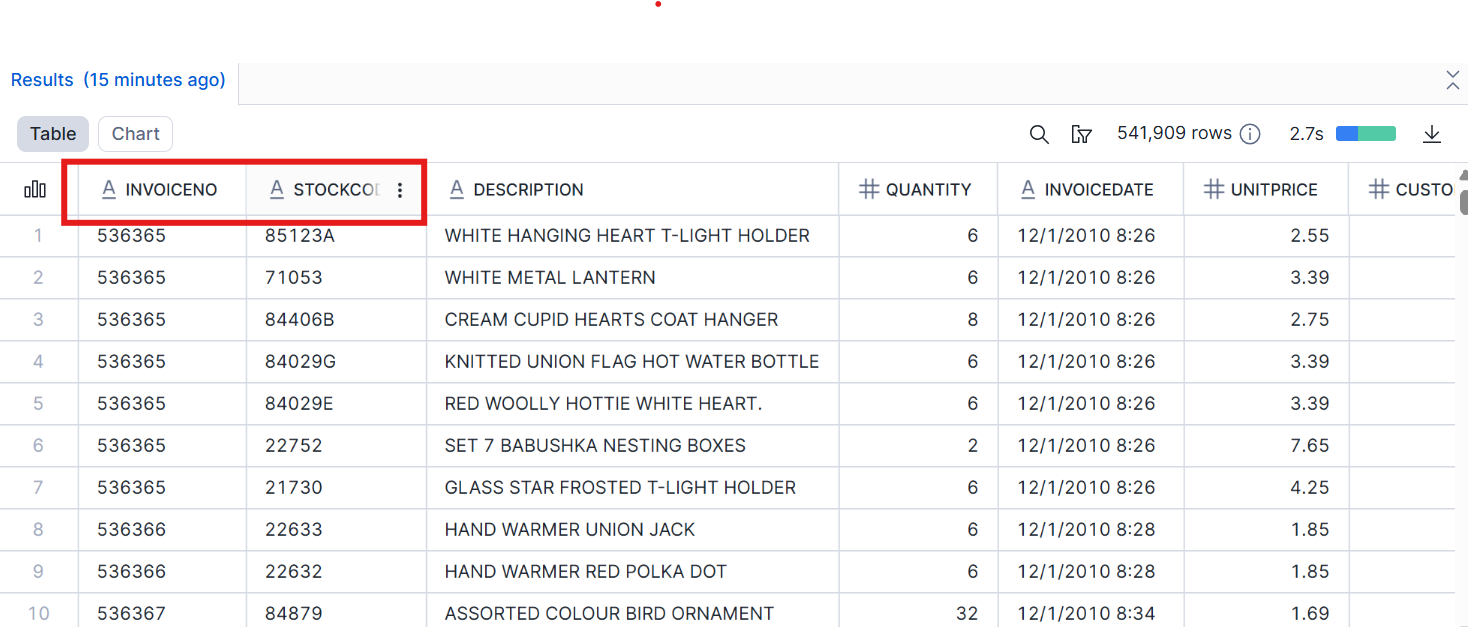 Results (15 minutes ago)
Table Chart 541,909 rows 2.7s
INVOICENO STOCKCOD DESCRIPTION QUANTITY INVOICEDATE UNITPRICE CUSTO
1 536365 85123A WHITE HANGING HEART T-LIGHT HOLDER 6 12/1/2010 8:26 2.55
2 536365 71053 WHITE METAL LANTERN 6 12/1/2010 8:26 3.39
3 536365 84406B CREAM CUPID HEARTS COAT HANGER 8 12/1/2010 8:26 2.75
4 536365 84029G KNITTED UNION FLAG HOT WATER BOTTLE 6 12/1/2010 8:26 3.39
5 536365 84029E RED WOOLLY HOTTIE WHITE HEART. 6 12/1/2010 8:26 3.39
6 536365 22752 SET 7 BABUSHKA NESTING BOXES 2 12/1/2010 8:26 7.65
7 536365 21730 GLASS STAR FROSTED T-LIGHT HOLDER 6 12/1/2010 8:26 4.25
8 536366 22633 HAND WARMER UNION JACK 6 12/1/2010 8:28 1.85
9 536366 22632 HAND WARMER RED POLKA DOT 6 12/1/2010 8:28 1.85
10 536367 84879 ASSORTED COLOUR BIRD ORNAMENT 32 12/1/2010 8:34 1.69